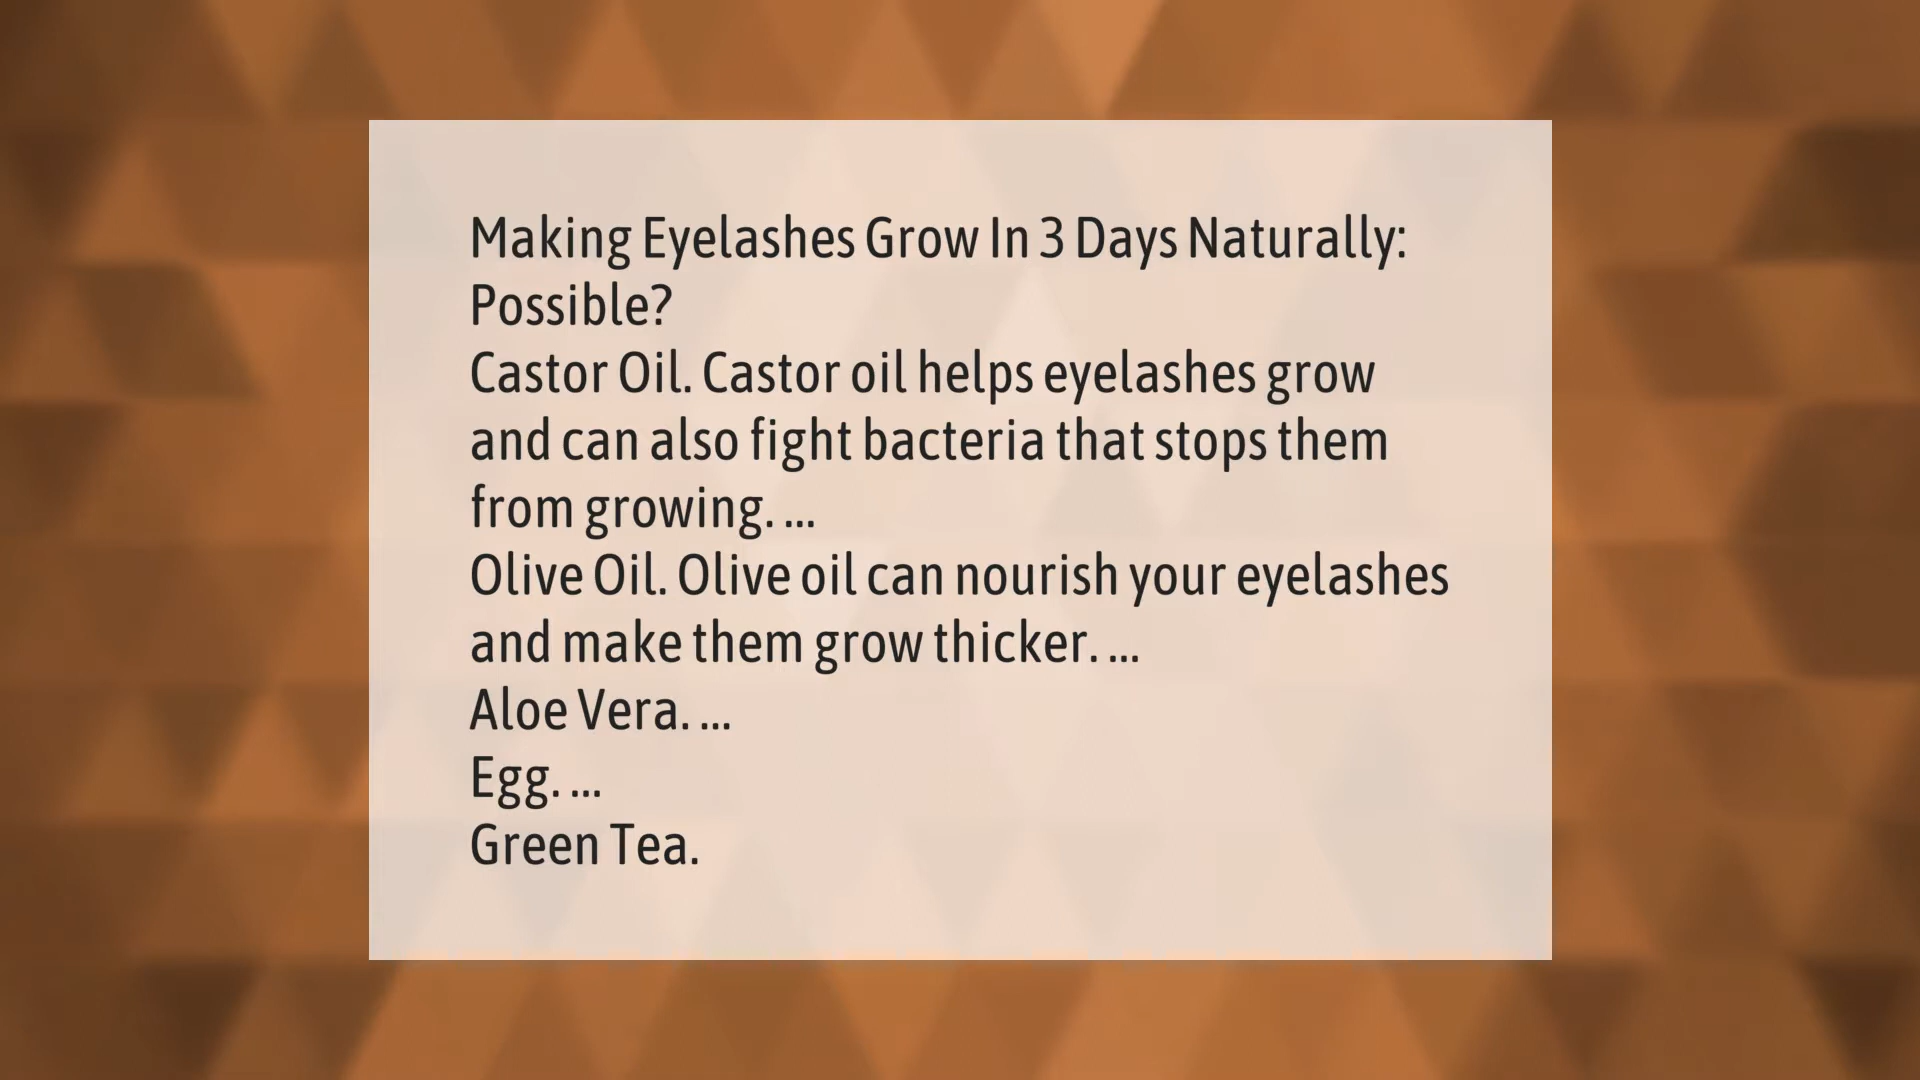 Making Eyelashes Grow In 3 Days Naturally:
Possible?
Castor Oil. Castor oil helps eyelashes grow
and can also fight bacteria that stops them
from growing. ...
Olive Oil. Olive oil can nourish your eyelashes
and make them grow thicker. ...
Aloe Vera. ...
Egg. ...
Green Tea.